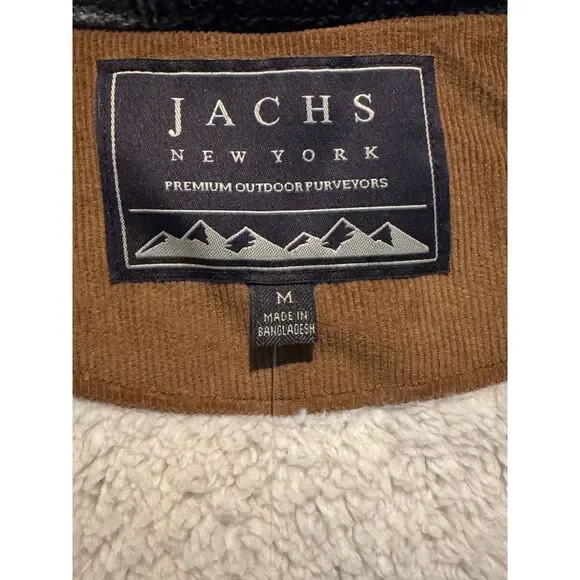 JACHS
NEW YORK
PREMIUM OUTDOOR PURVEYORS
M
MADE IN
BANGLADESH